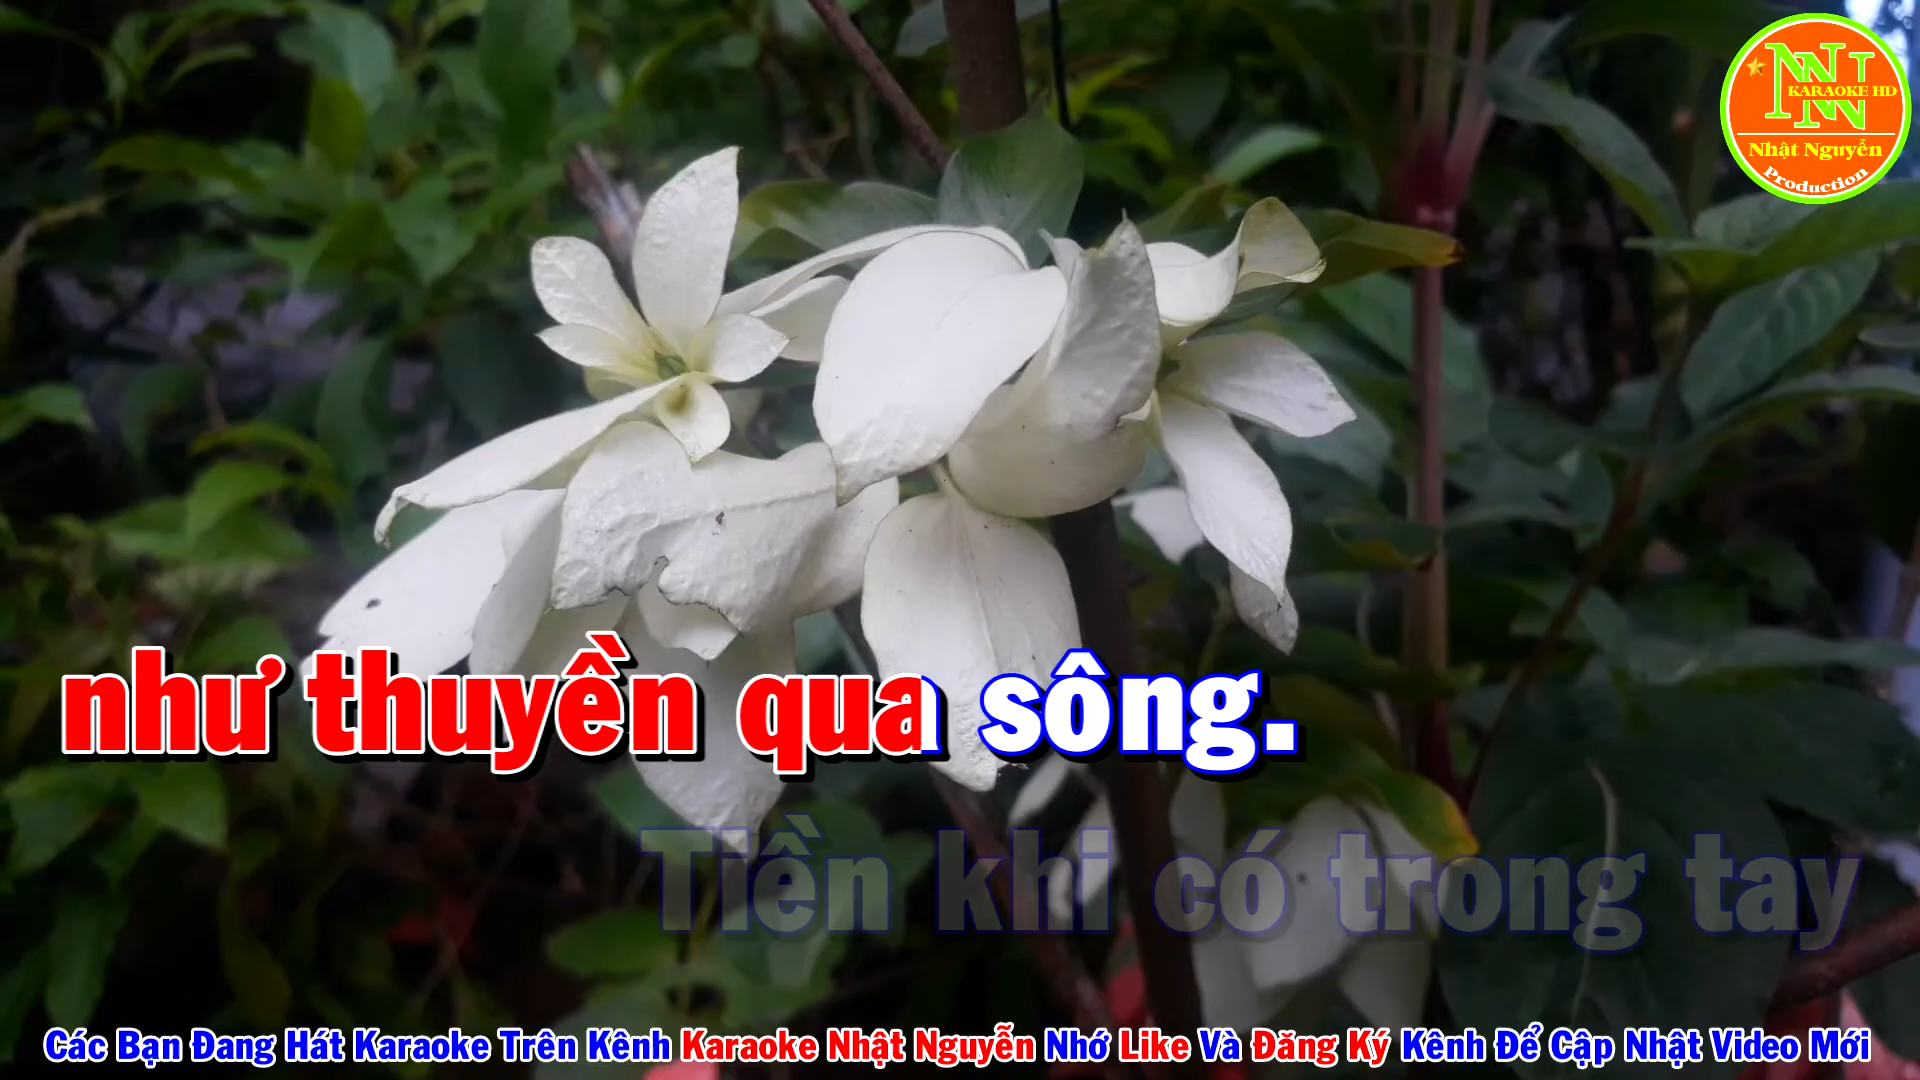 NN
KARAOKE HD
NN
Nhật Nguyễn
Production
như thuyền qua sông.
Tiền khi có trong tay
Các Bạn Đang Hát Karaoke Trên Kênh Karaoke Nhật Nguyễn Nhớ Like Và Đăng Ký Kênh Để Cập Nhật Video Mới